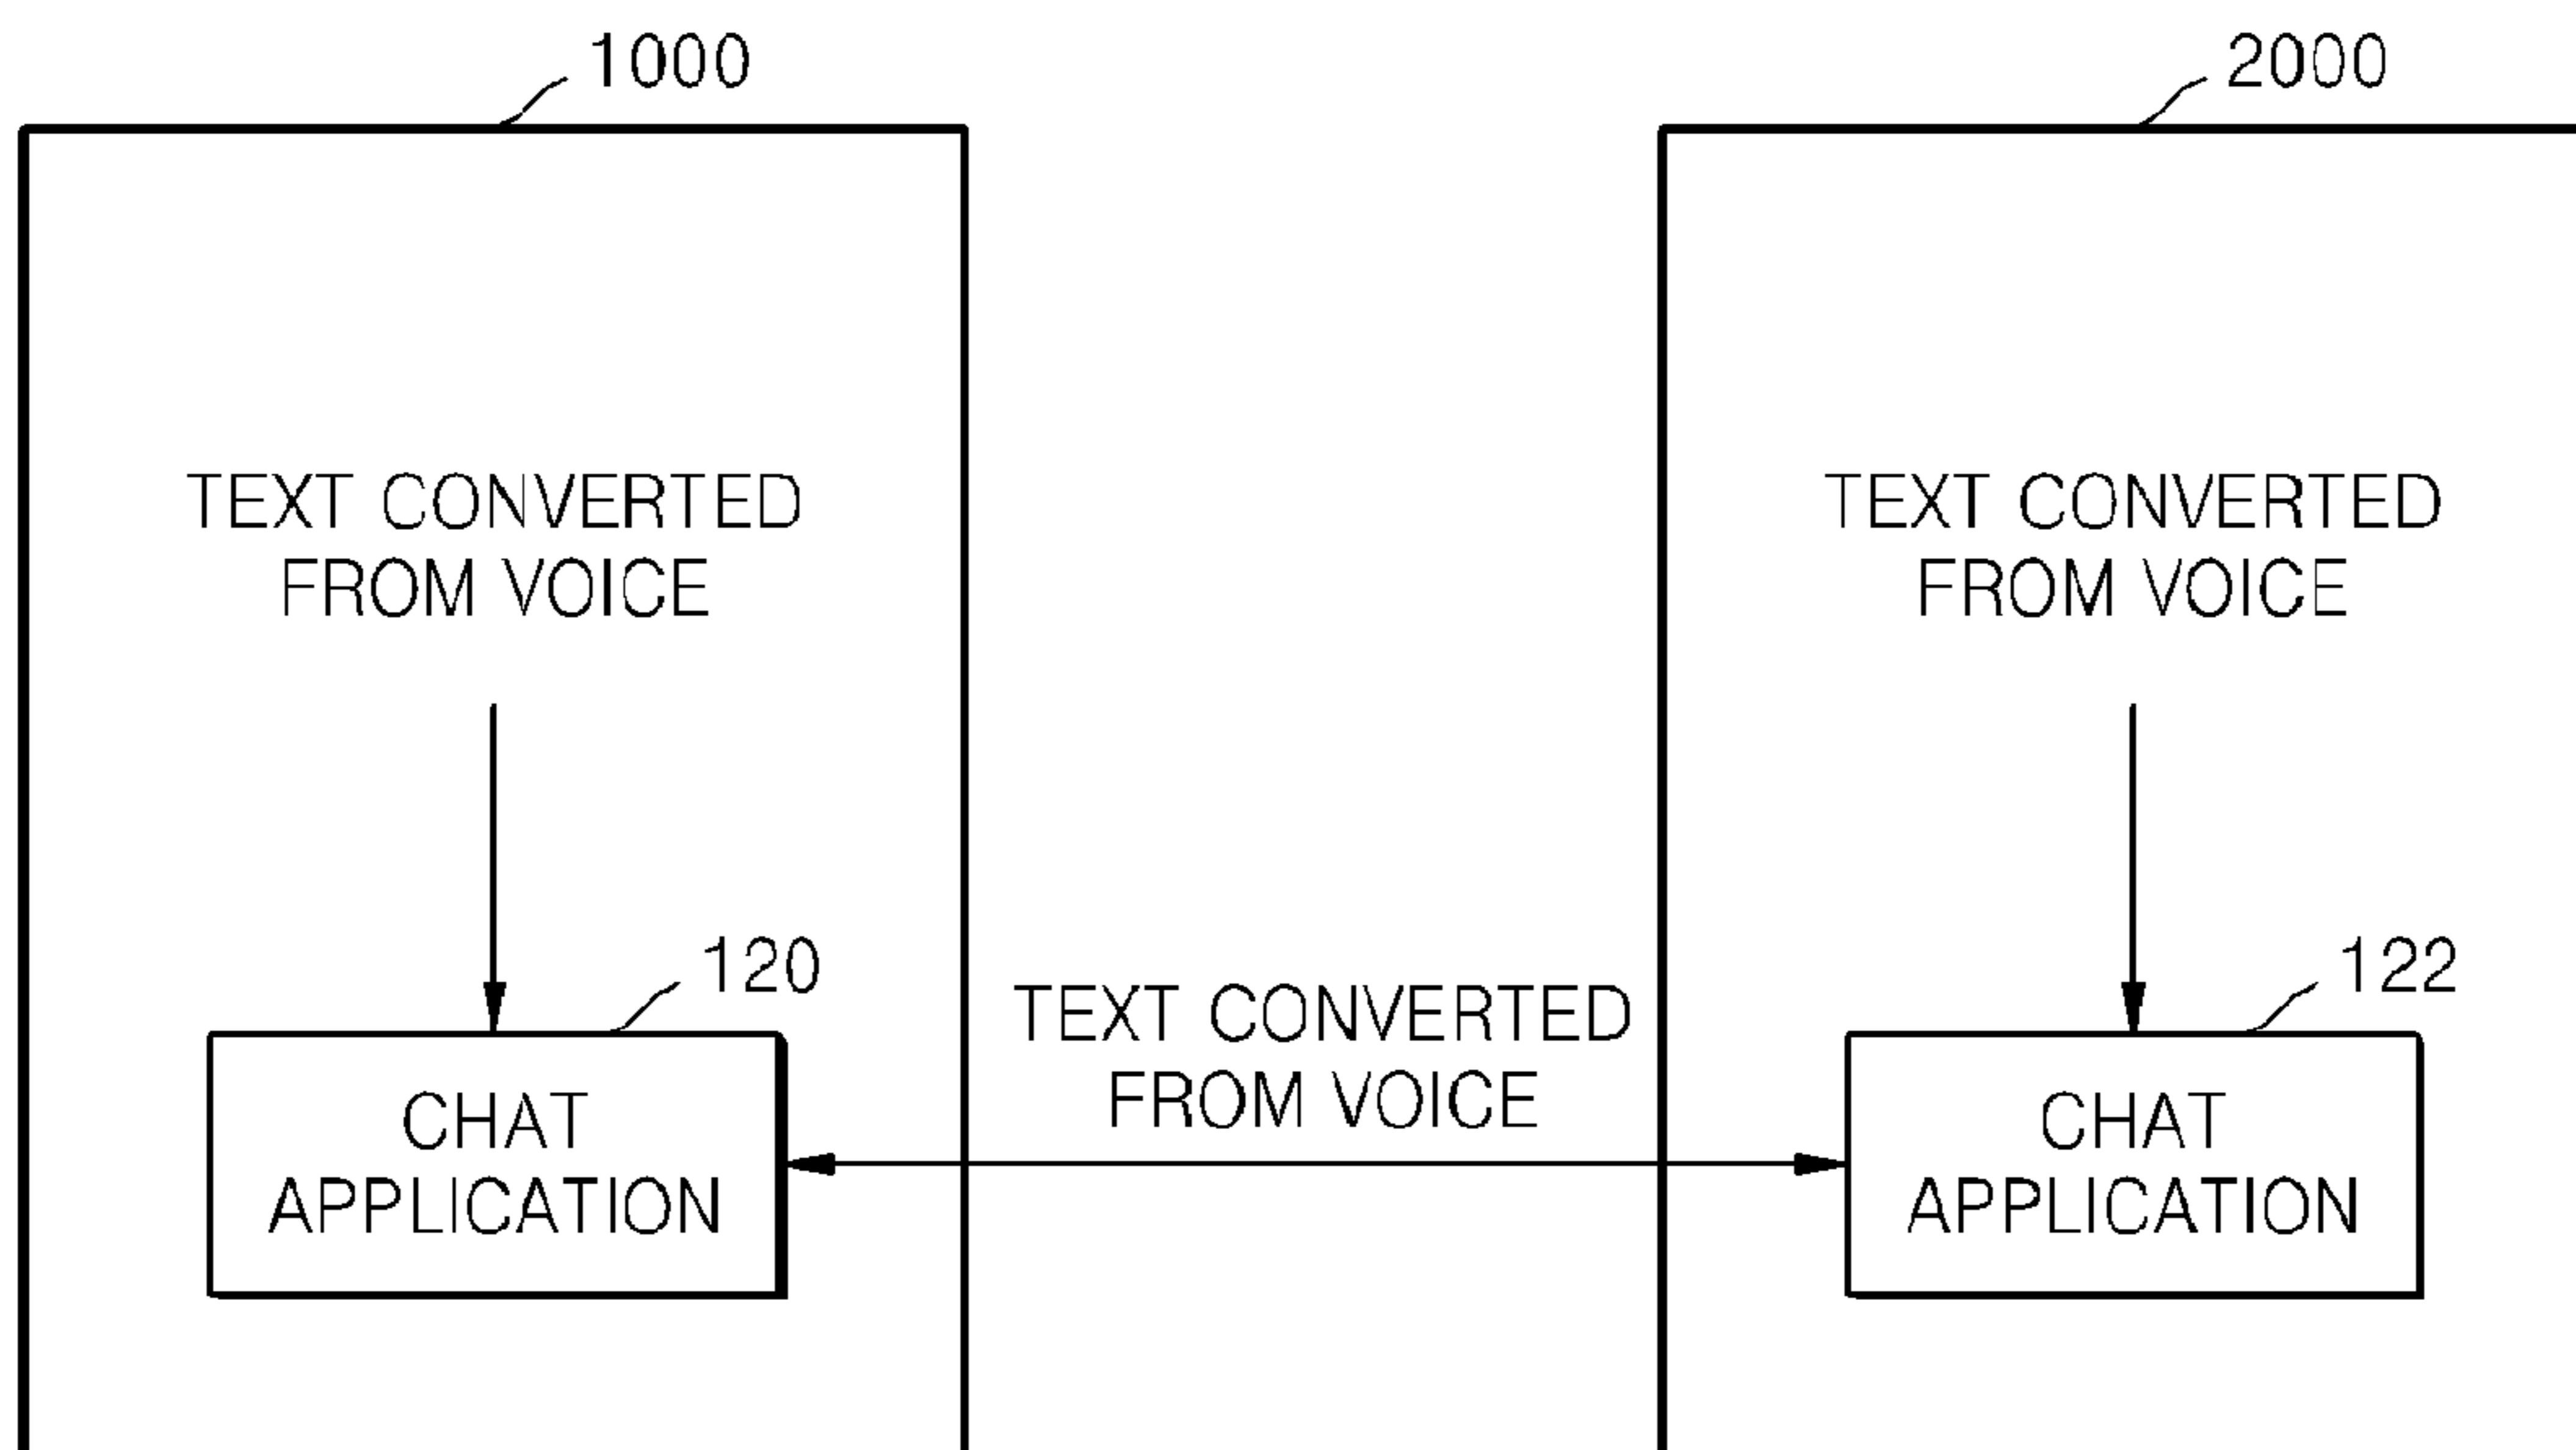 1000
2000
TEXT CONVERTED
FROM VOICE
TEXT CONVERTED
FROM VOICE
120
122
TEXT CONVERTED
FROM VOICE
CHAT
APPLICATION
CHAT
APPLICATION